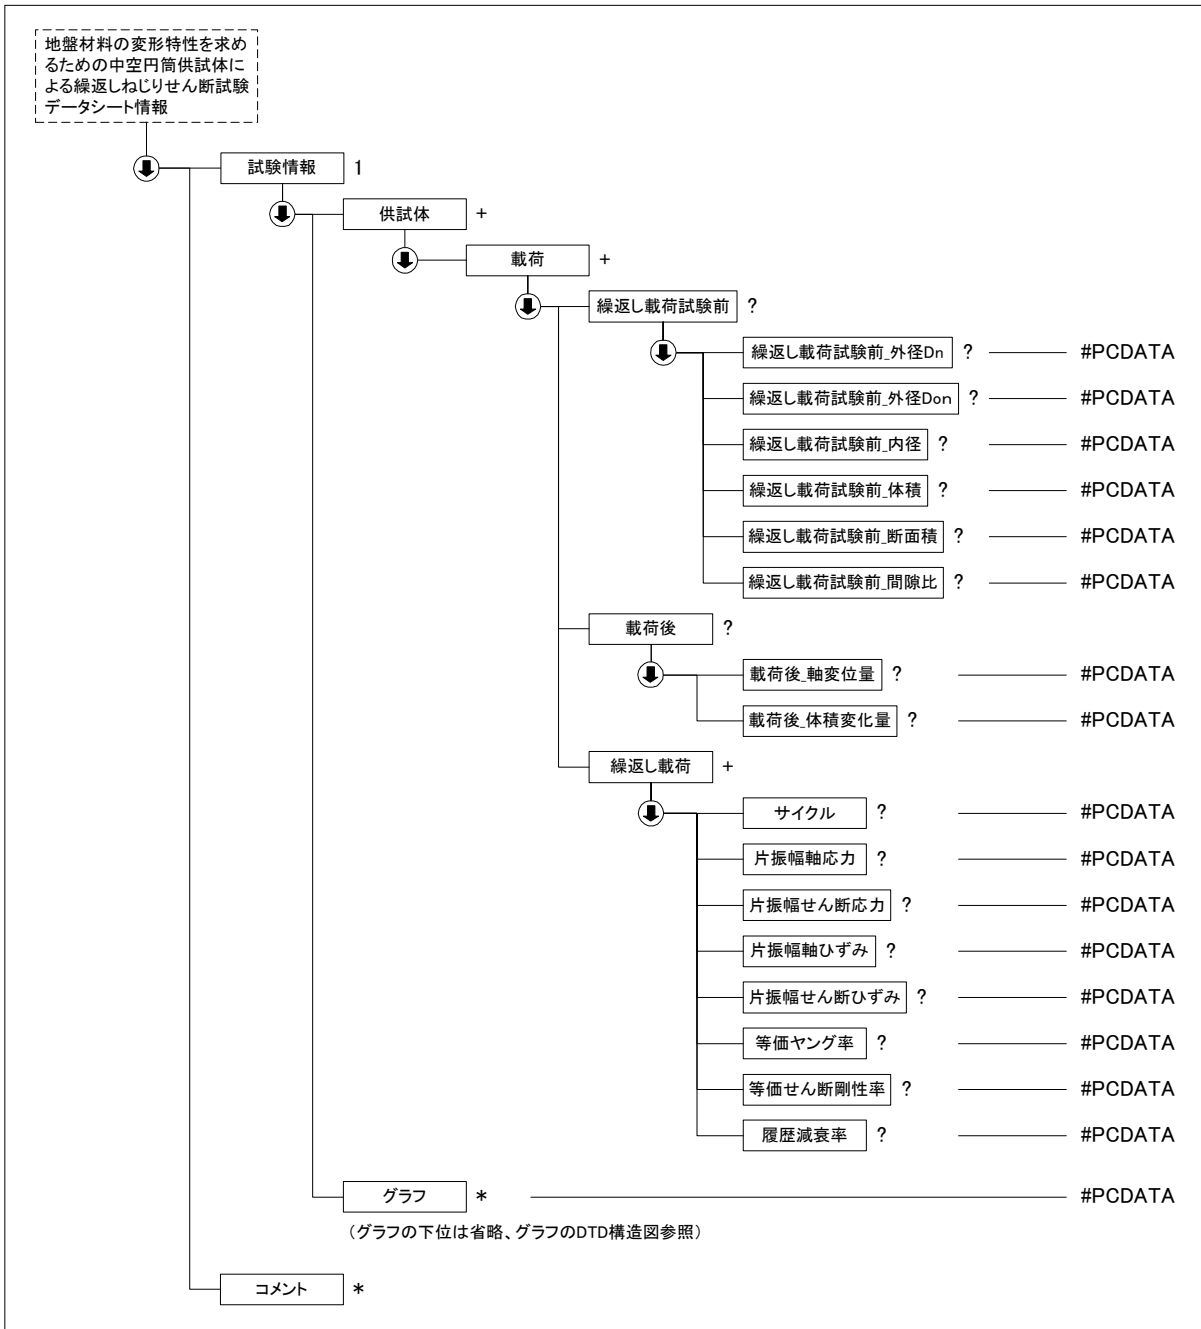 地盤材料の変形特性を求め
るための中空円筒供試体に
よる繰返しねじりせん断試験
データシート情報
試験情報 1
供試体 +
載荷 +
繰返し載荷試験前 ?
繰返し載荷試験前_外径Dn ? #PCDATA
繰返し載荷試験前_外径Don ? #PCDATA
繰返し載荷試験前_内径 ? #PCDATA
繰返し載荷試験前_体積 ? #PCDATA
繰返し載荷試験前_断面積 ? #PCDATA
繰返し載荷試験前_間隙比 ? #PCDATA
載荷後 ?
載荷後_軸変位量 ? #PCDATA
載荷後_体積変化量 ? #PCDATA
繰返し載荷 +
サイクル ? #PCDATA
片振幅軸応力 ? #PCDATA
片振幅せん断応力 ? #PCDATA
片振幅軸ひずみ ? #PCDATA
片振幅せん断ひずみ ? #PCDATA
等価ヤング率 ? #PCDATA
等価せん断剛性率 ? #PCDATA
履歴減衰率 ? #PCDATA
グラフ * #PCDATA
（グラフの下位は省略、グラフのDTD構造図参照）
コメント *